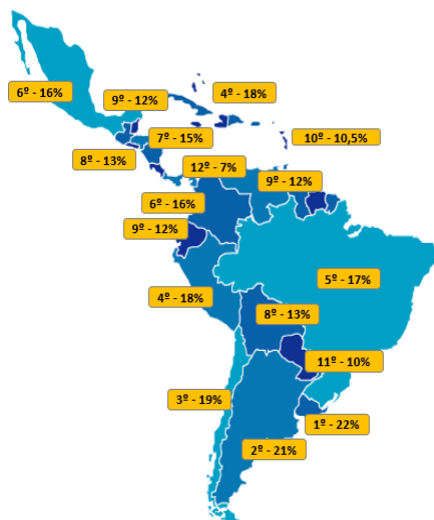 4º - 18%
6º - 16%
9º - 12%
7º - 15%
10º - 10,5%
8º - 13%
12º - 7%
9º - 12%
6º - 16%
9º - 12%
5º - 17%
4º - 18%
8º - 13%
11º - 10%
3º - 19%
1º - 22%
2º - 21%